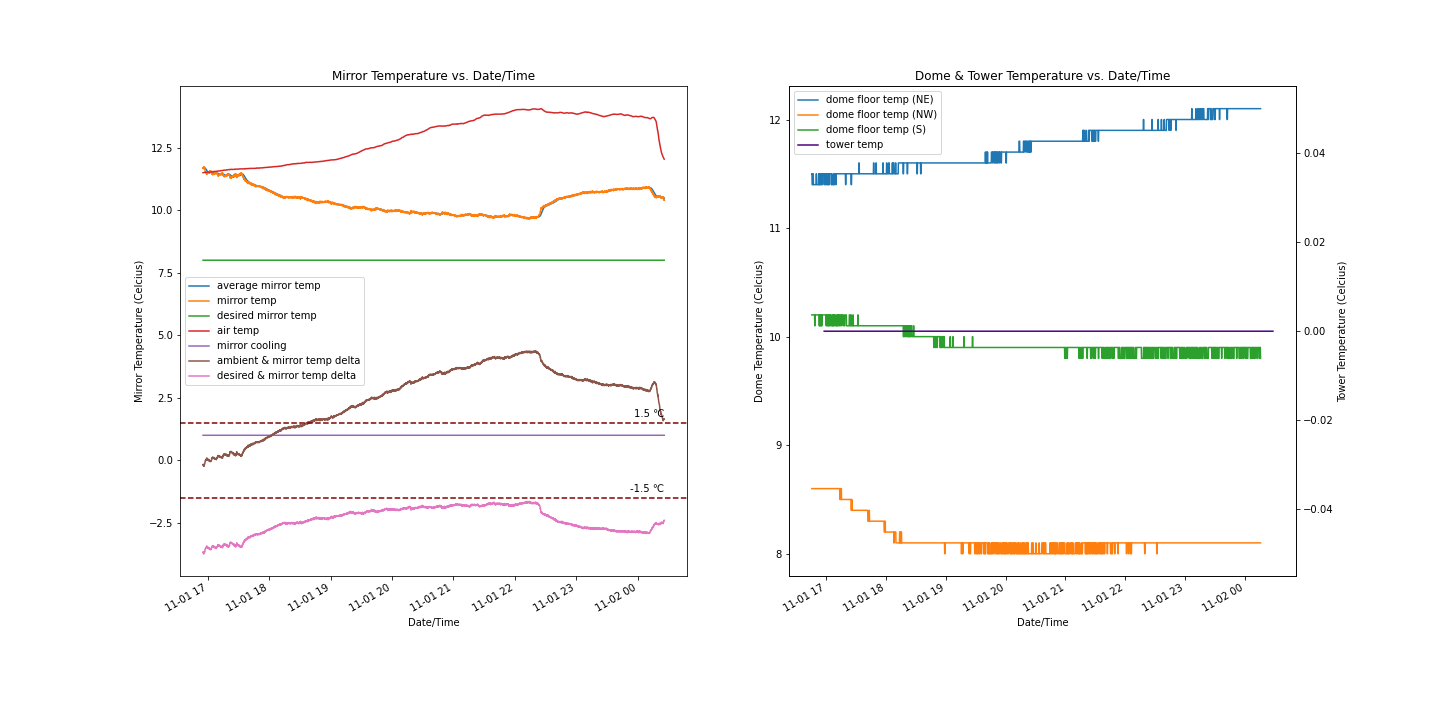 Mirror Temperature vs. Date/Time
Mirror Temperature (Celcius)
12.5
10.0
7.5
5.0
2.5
0.0
−2.5
average mirror temp
mirror temp
desired mirror temp
air temp
mirror cooling
ambient & mirror temp delta
desired & mirror temp delta
1.5 °C
-1.5 °C
11-01 17
11-01 18
11-01 19
11-01 20
11-01 21
11-01 22
11-01 23
11-02 00
Date/Time
Dome & Tower Temperature vs. Date/Time
Dome Temperature (Celcius)
12
11
10
9
8
dome floor temp (NE)
dome floor temp (NW)
dome floor temp (S)
tower temp
0.04
0.02
0.00
−0.02
−0.04
Tower Temperature (Celcius)
11-01 17
11-01 18
11-01 19
11-01 20
11-01 21
11-01 22
11-01 23
11-02 00
Date/Time